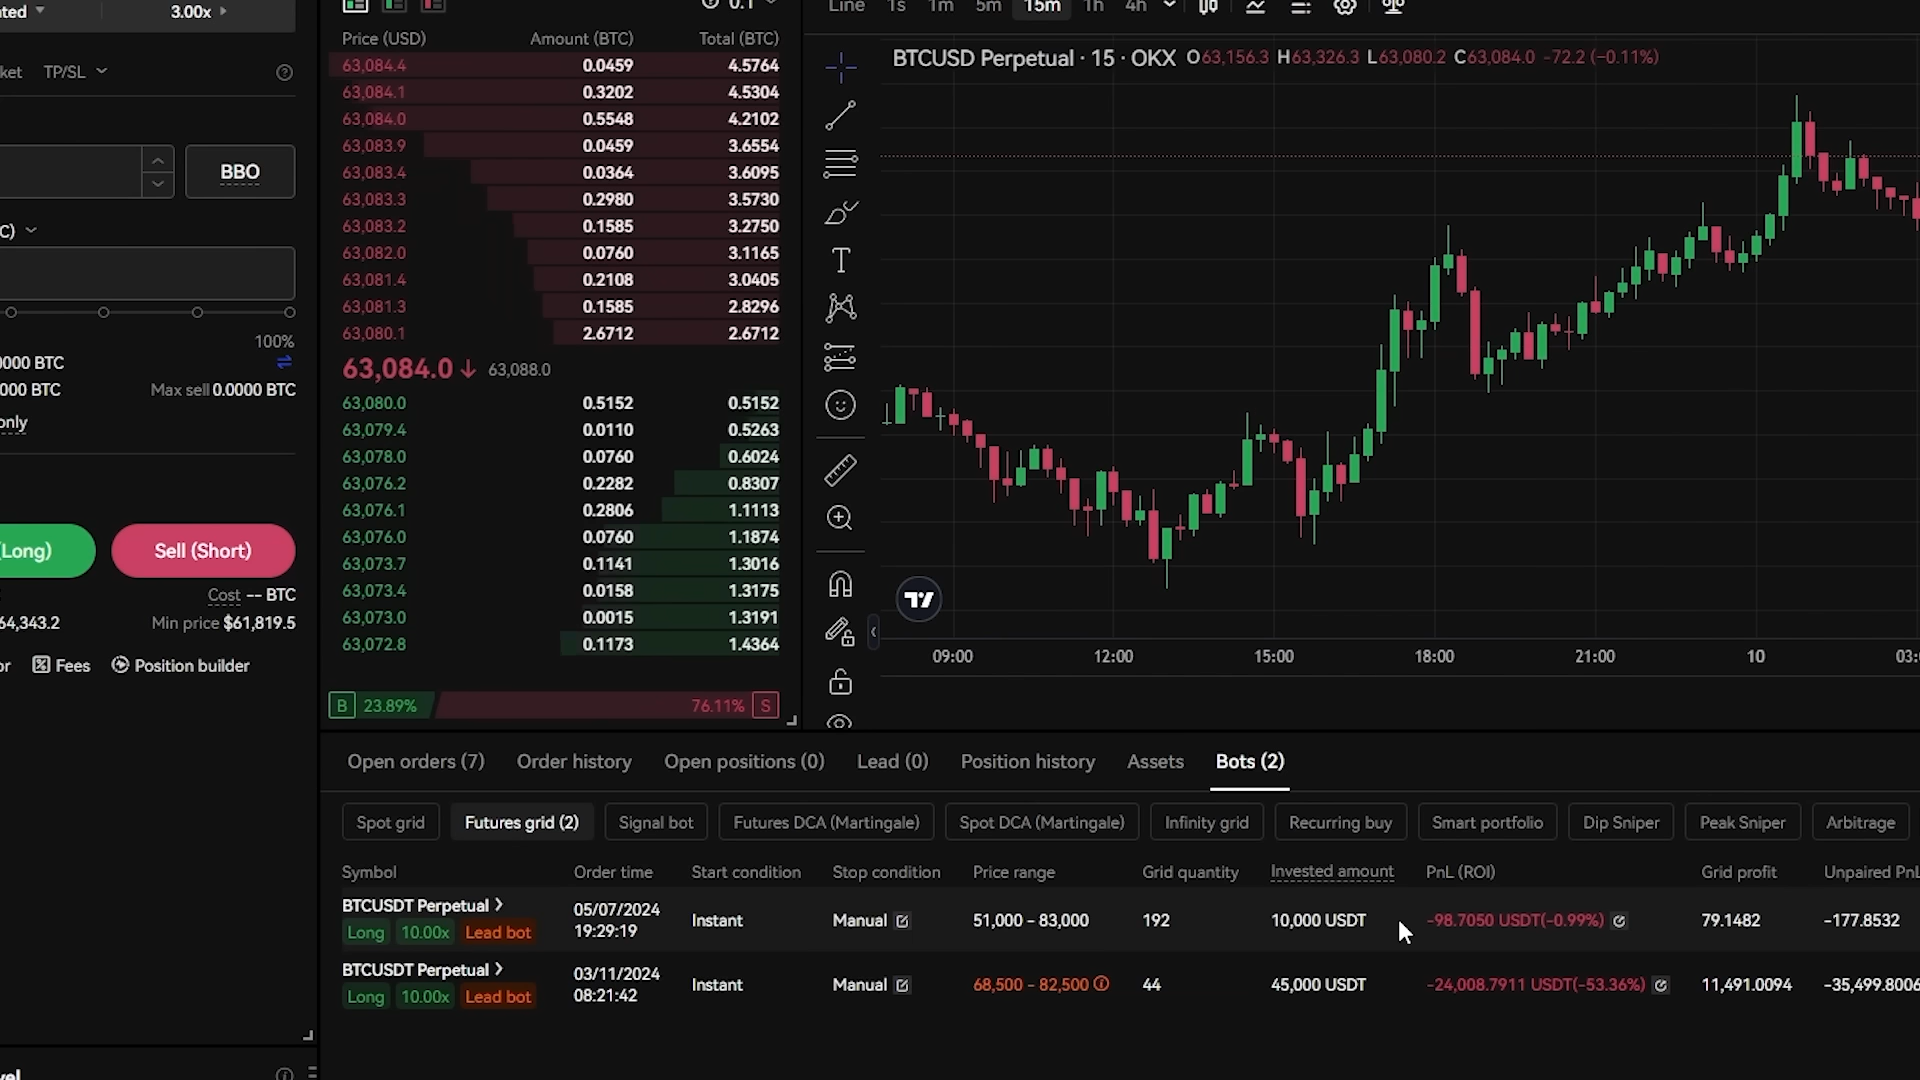 ted 3.00x
ket TP/SL
BBO
C)
100%
0000 BTC
000 BTC Max sell 0.0000 BTC
only
(Long) Sell (Short)
Cost -- BTC
64,343.2 Min price $61,819.5
or Fees Position builder
vel
0.1
Price (USD) Amount (BTC) Total (BTC)
63,084.4 0.0459 4.5764
63,084.1 0.3202 4.5304
63,084.0 0.5548 4.2102
63,083.9 0.0459 3.6554
63,083.4 0.0364 3.6095
63,083.3 0.2980 3.5730
63,083.2 0.1585 3.2750
63,082.0 0.0760 3.1165
63,081.4 0.2108 3.0405
63,081.3 0.1585 2.8296
63,080.1 2.6712 2.6712
63,084.0 ↓ 63,088.0
63,080.0 0.5152 0.5152
63,079.4 0.0110 0.5263
63,078.0 0.0760 0.6024
63,076.2 0.2282 0.8307
63,076.1 0.2806 1.1113
63,076.0 0.0760 1.1874
63,073.7 0.1141 1.3016
63,073.4 0.0158 1.3175
63,073.0 0.0015 1.3191
63,072.8 0.1173 1.4364
B 23.89% 76.11% S
Line 1s 1m 5m 15m 1h 4h
BTCUSD Perpetual · 15 · OKX O63,156.3 H63,326.3 L63,080.2 C63,084.0 -72.2 (−0.11%)
T
09:00 12:00 15:00 18:00 21:00 10 03:
Open orders (7) Order history Open positions (0) Lead (0) Position history Assets Bots (2)
Spot grid Futures grid (2) Signal bot Futures DCA (Martingale) Spot DCA (Martingale) Infinity grid Recurring buy Smart portfolio Dip Sniper Peak Sniper Arbitrage
Symbol Order time Start condition Stop condition Price range Grid quantity Invested amount PnL (ROI) Grid profit Unpaired PnL
BTCUSDT Perpetual 05/07/2024 Instant Manual 51,000 - 83,000 192 10,000 USDT -98.7050 USDT(-0.99%) 79.1482 -177.8532
Long 10.00x Lead bot 19:29:19
BTCUSDT Perpetual 03/11/2024 Instant Manual 68,500 - 82,500 44 45,000 USDT -24,008.7911 USDT(-53.36%) 11,491.0094 -35,499.8006
Long 10.00x Lead bot 08:21:42